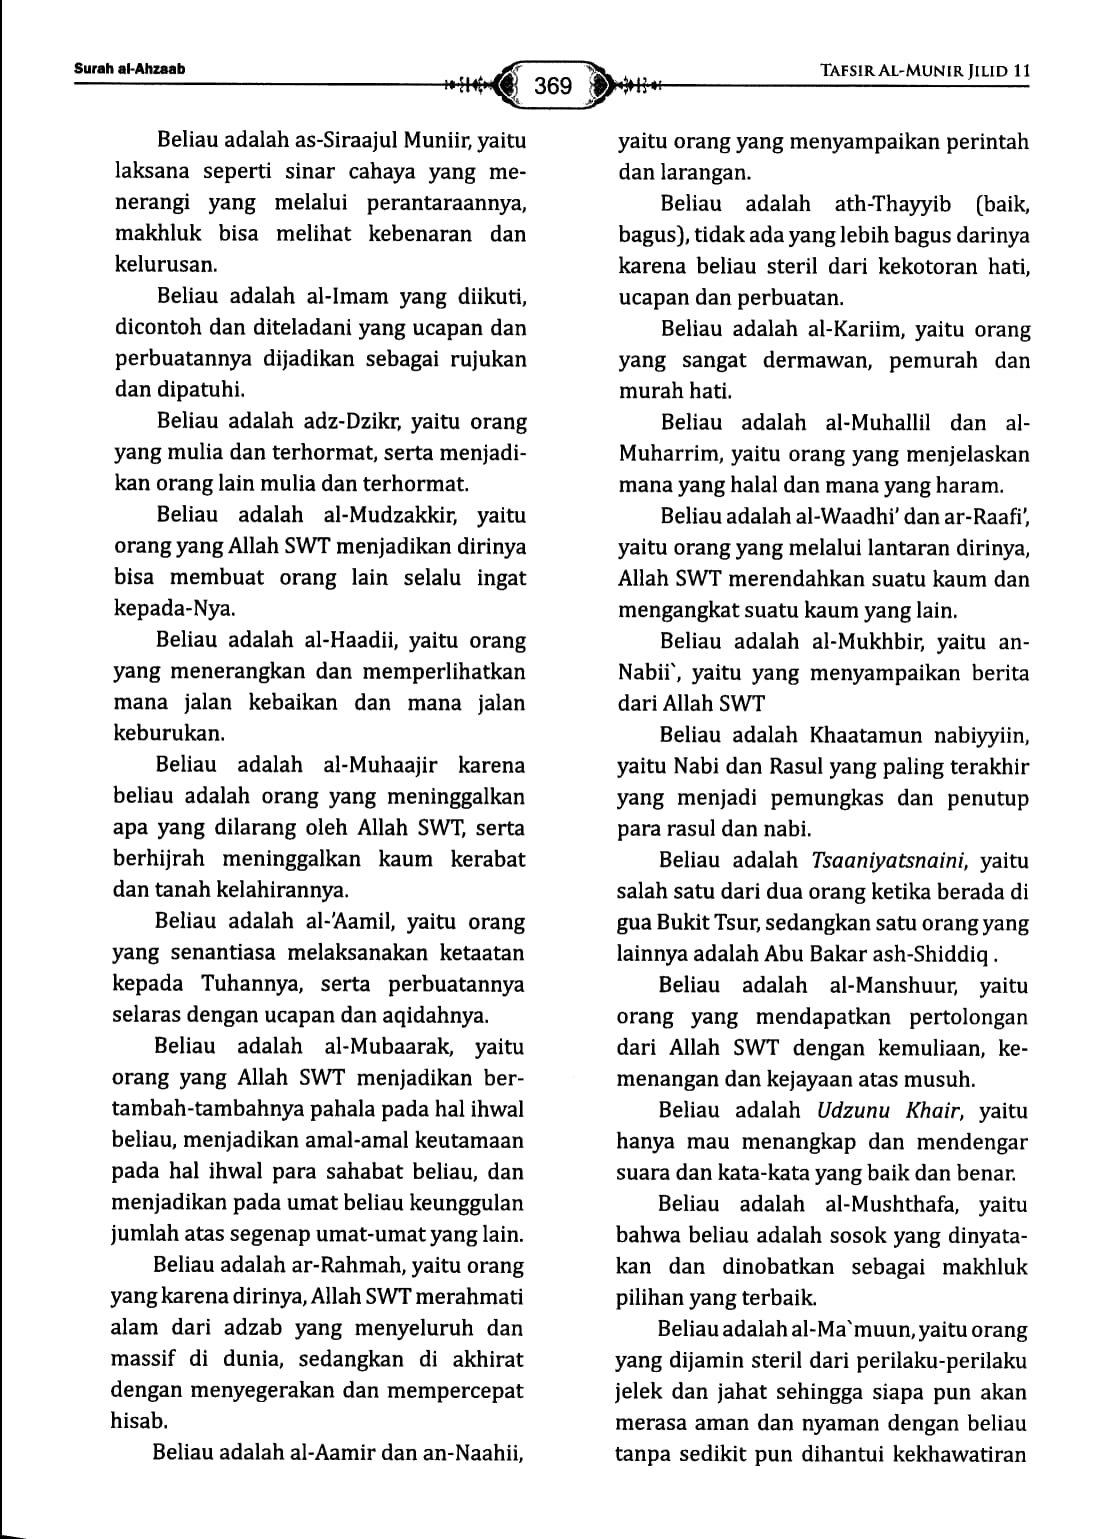 Surah al-Ahzaab
369
TAFSIR AL-MUNIR JILID 11
Beliau adalah as-Siraajul Muniir, yaitu
laksana seperti sinar cahaya yang me-
nerangi yang melalui perantaraannya,
makhluk bisa melihat kebenaran dan
kelurusan.
Beliau adalah al-Imam yang diikuti,
dicontoh dan diteladani yang ucapan dan
perbuatannya dijadikan sebagai rujukan
dan dipatuhi.
Beliau adalah adz-Dzikr, yaitu orang
yang mulia dan terhormat, serta menjadi-
kan orang lain mulia dan terhormat.
Beliau adalah al-Mudzakkir, yaitu
orang yang Allah SWT menjadikan dirinya
bisa membuat orang lain selalu ingat
kepada-Nya.
Beliau adalah al-Haadii, yaitu orang
yang menerangkan dan memperlihatkan
mana jalan kebaikan dan mana jalan
keburukan.
Beliau adalah al-Muhaajir karena
beliau adalah orang yang meninggalkan
apa yang dilarang oleh Allah SWT, serta
berhijrah meninggalkan kaum kerabat
dan tanah kelahirannya.
Beliau adalah al-'Aamil, yaitu orang
yang senantiasa melaksanakan ketaatan
kepada Tuhannya, serta perbuatannya
selaras dengan ucapan dan aqidahnya.
Beliau adalah al-Mubaarak, yaitu
orang yang Allah SWT menjadikan ber-
tambah-tambahnya pahala pada hal ihwal
beliau, menjadikan amal-amal keutamaan
pada hal ihwal para sahabat beliau, dan
menjadikan pada umat beliau keunggulan
jumlah atas segenap umat-umat yang lain.
Beliau adalah ar-Rahmah, yaitu orang
yang karena dirinya, Allah SWT merahmati
alam dari adzab yang menyeluruh dan
massif di dunia, sedangkan di akhirat
dengan menyegerakan dan mempercepat
hisab.
Beliau adalah al-Aamir dan an-Naahii,
yaitu orang yang menyampaikan perintah
dan larangan.
Beliau adalah ath-Thayyib (baik,
bagus), tidak ada yang lebih bagus darinya
karena beliau steril dari kekotoran hati,
ucapan dan perbuatan.
Beliau adalah al-Kariim, yaitu orang
yang sangat dermawan, pemurah dan
murah hati.
Beliau adalah al-Muhallil dan al-
Muharrim, yaitu orang yang menjelaskan
mana yang halal dan mana yang haram.
Beliau adalah al-Waadhi' dan ar-Raafi',
yaitu orang yang melalui lantaran dirinya,
Allah SWT merendahkan suatu kaum dan
mengangkat suatu kaum yang lain.
Beliau adalah al-Mukhbir, yaitu an-
Nabii`, yaitu yang menyampaikan berita
dari Allah SWT
Beliau adalah Khaatamun nabiyyiin,
yaitu Nabi dan Rasul yang paling terakhir
yang menjadi pemungkas dan penutup
para rasul dan nabi.
Beliau adalah Tsaaniyatsnaini, yaitu
salah satu dari dua orang ketika berada di
gua Bukit Tsur, sedangkan satu orang yang
lainnya adalah Abu Bakar ash-Shiddiq .
Beliau adalah al-Manshuur, yaitu
orang yang mendapatkan pertolongan
dari Allah SWT dengan kemuliaan, ke-
menangan dan kejayaan atas musuh.
Beliau adalah Udzunu Khair, yaitu
hanya mau menangkap dan mendengar
suara dan kata-kata yang baik dan benar.
Beliau adalah al-Mushthafa, yaitu
bahwa beliau adalah sosok yang dinyata-
kan dan dinobatkan sebagai makhluk
pilihan yang terbaik.
Beliau adalah al-Ma`muun, yaitu orang
yang dijamin steril dari perilaku-perilaku
jelek dan jahat sehingga siapa pun akan
merasa aman dan nyaman dengan beliau
tanpa sedikit pun dihantui kekhawatiran